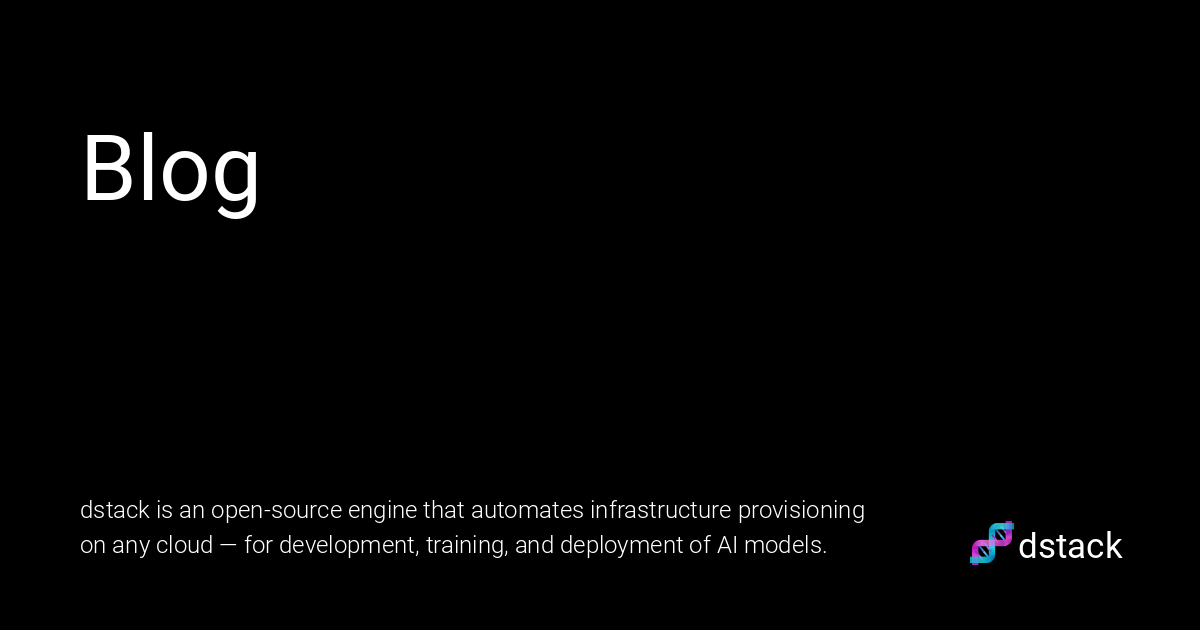 Blog
dstack is an open-source engine that automates infrastructure provisioning
on any cloud — for development, training, and deployment of AI models.
dstack